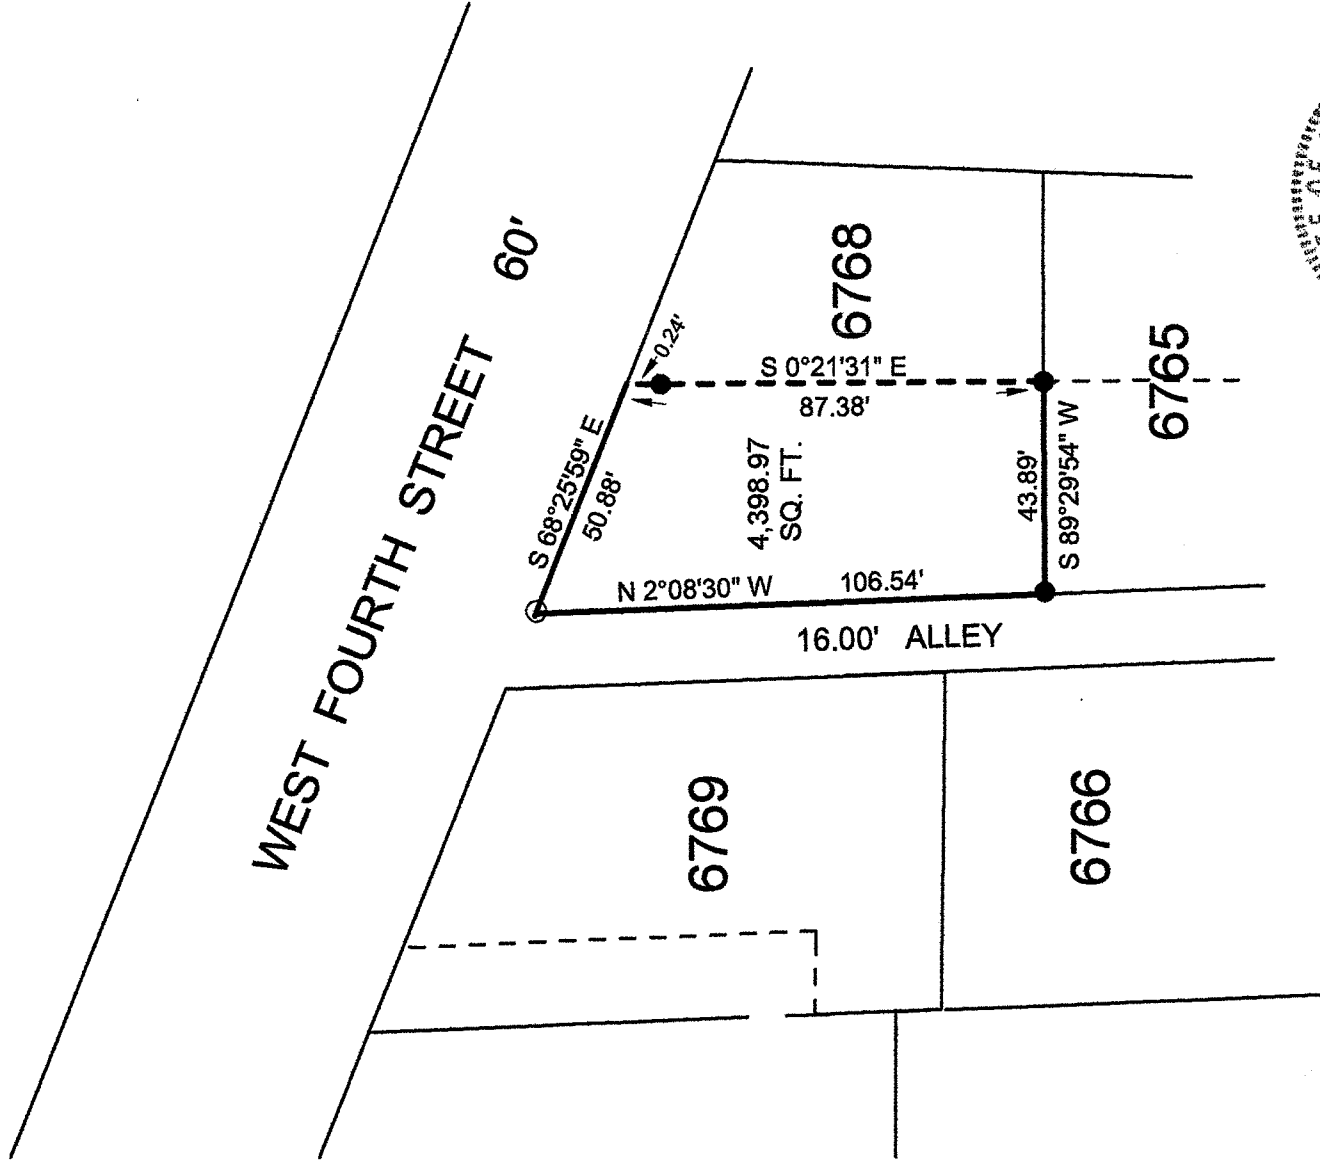 WEST FOURTH STREET 60'
6768
0.24'
S 0°21'31" E
87.38'
6765
S 68°25'59" E
50.88'
4,398.97
SQ. FT.
43.89'
S 89°29'54" W
N 2°08'30" W 106.54'
16.00' ALLEY
6769
6766